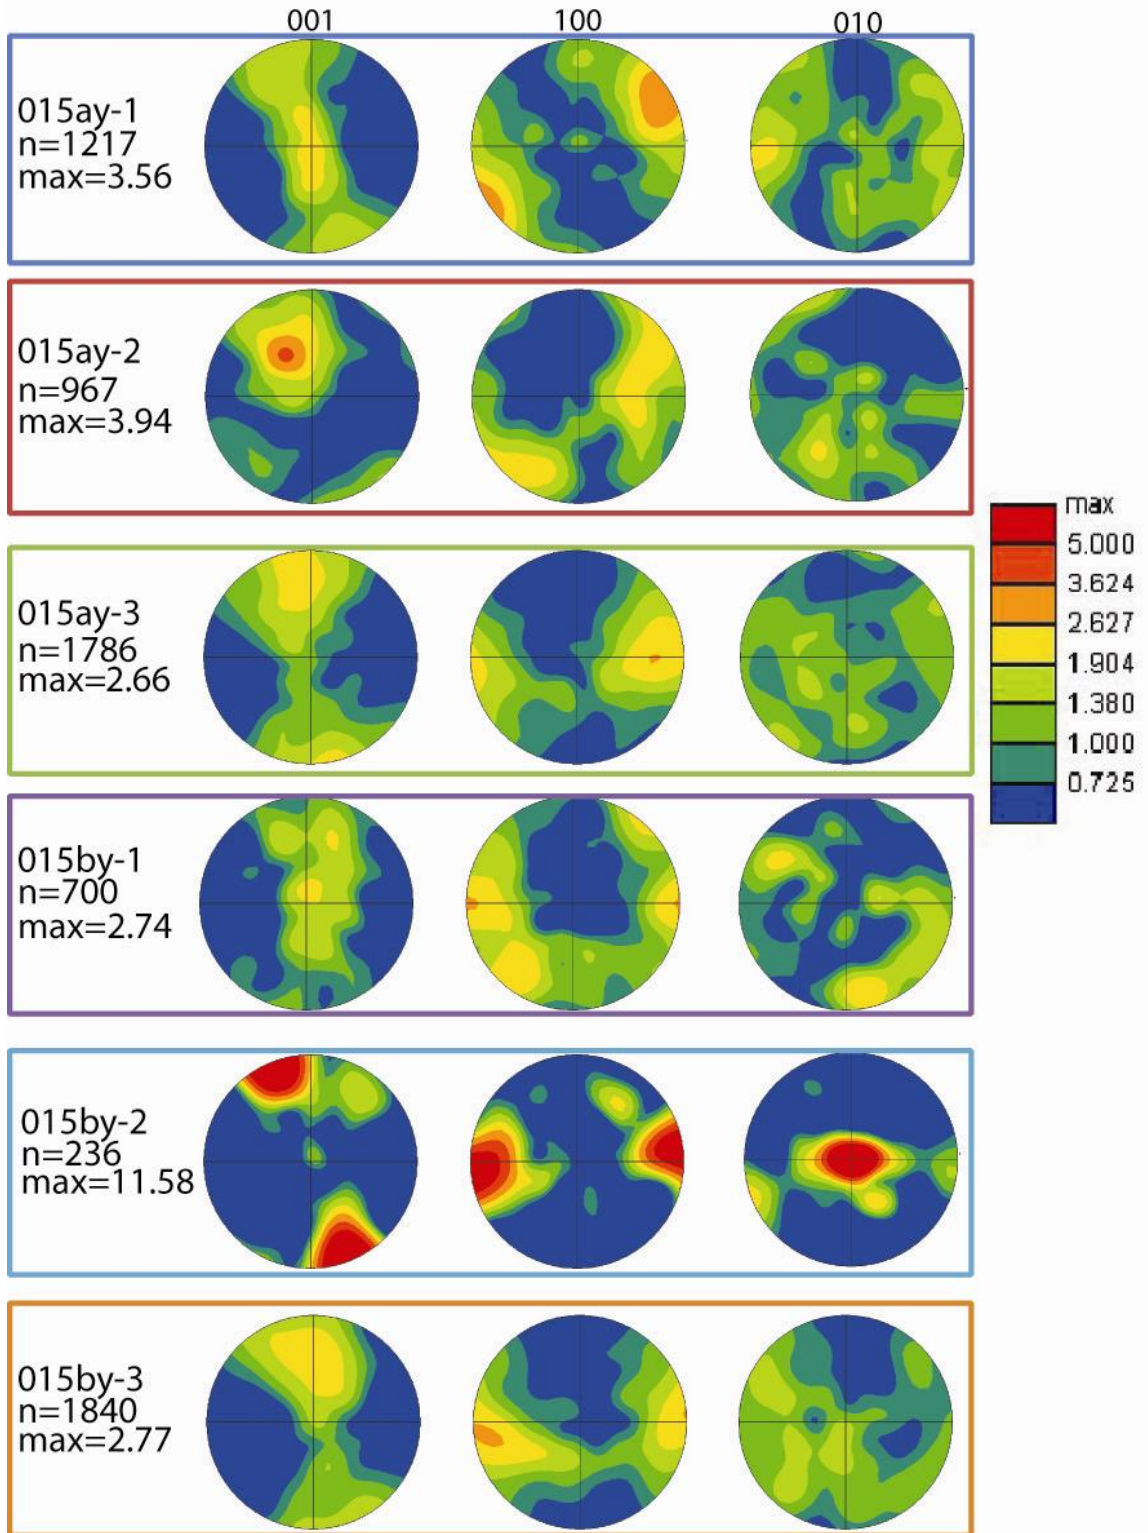 001 100 010
015ay-1
n=1217
max=3.56
015ay-2
n=967
max=3.94
015ay-3
n=1786
max=2.66
015by-1
n=700
max=2.74
015by-2
n=236
max=11.58
015by-3
n=1840
max=2.77
max
5.000
3.624
2.627
1.904
1.380
1.000
0.725